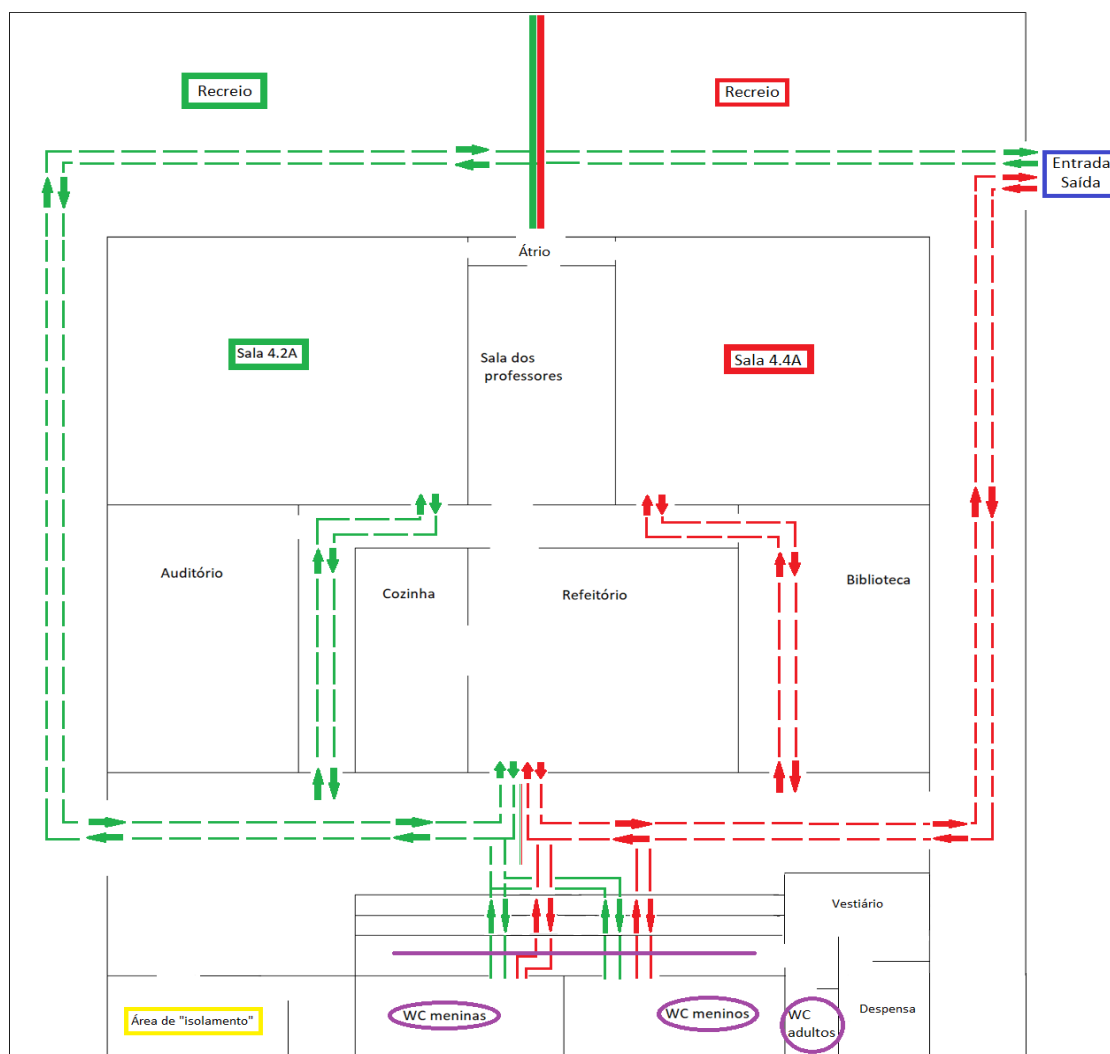 Recreio
Recreio
Entrada
Saída
Átrio
Sala 4.2A
Sala dos
professores
Sala 4.4A
Auditório
Cozinha
Refeitório
Biblioteca
Vestiário
Área de "isolamento"
WC meninas
WC meninos
WC
adultos
Despensa